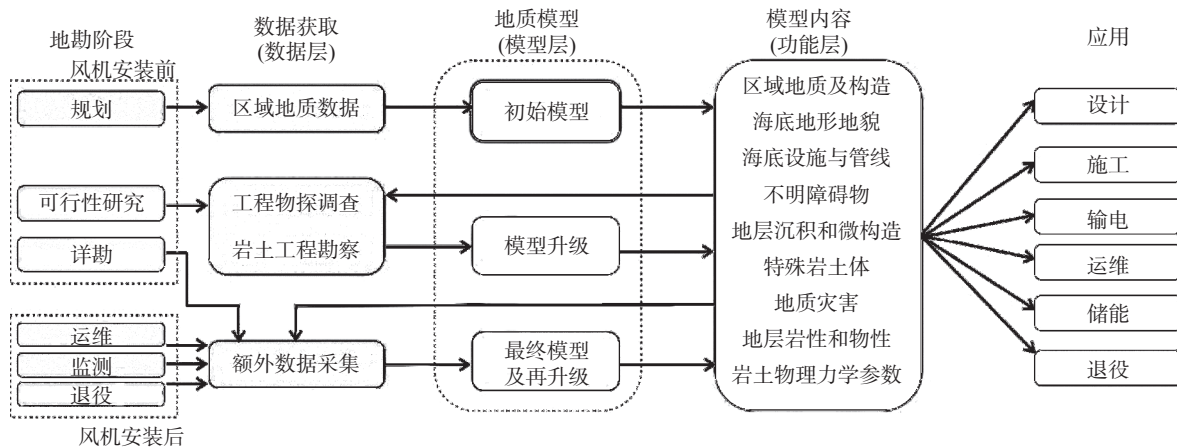 地勘阶段
数据获取
(数据层)
地质模型
(模型层)
模型内容
(功能层)
应用
风机安装前
规划
可行性研究
详勘
运维
监测
退役
风机安装后
区域地质数据
工程物探调查
岩土工程勘察
额外数据采集
初始模型
模型升级
最终模型
及再升级
区域地质及构造
海底地形地貌
海底设施与管线
不明障碍物
地层沉积和微构造
特殊岩土体
地质灾害
地层岩性和物性
岩土物理力学参数
设计
施工
输电
运维
储能
退役